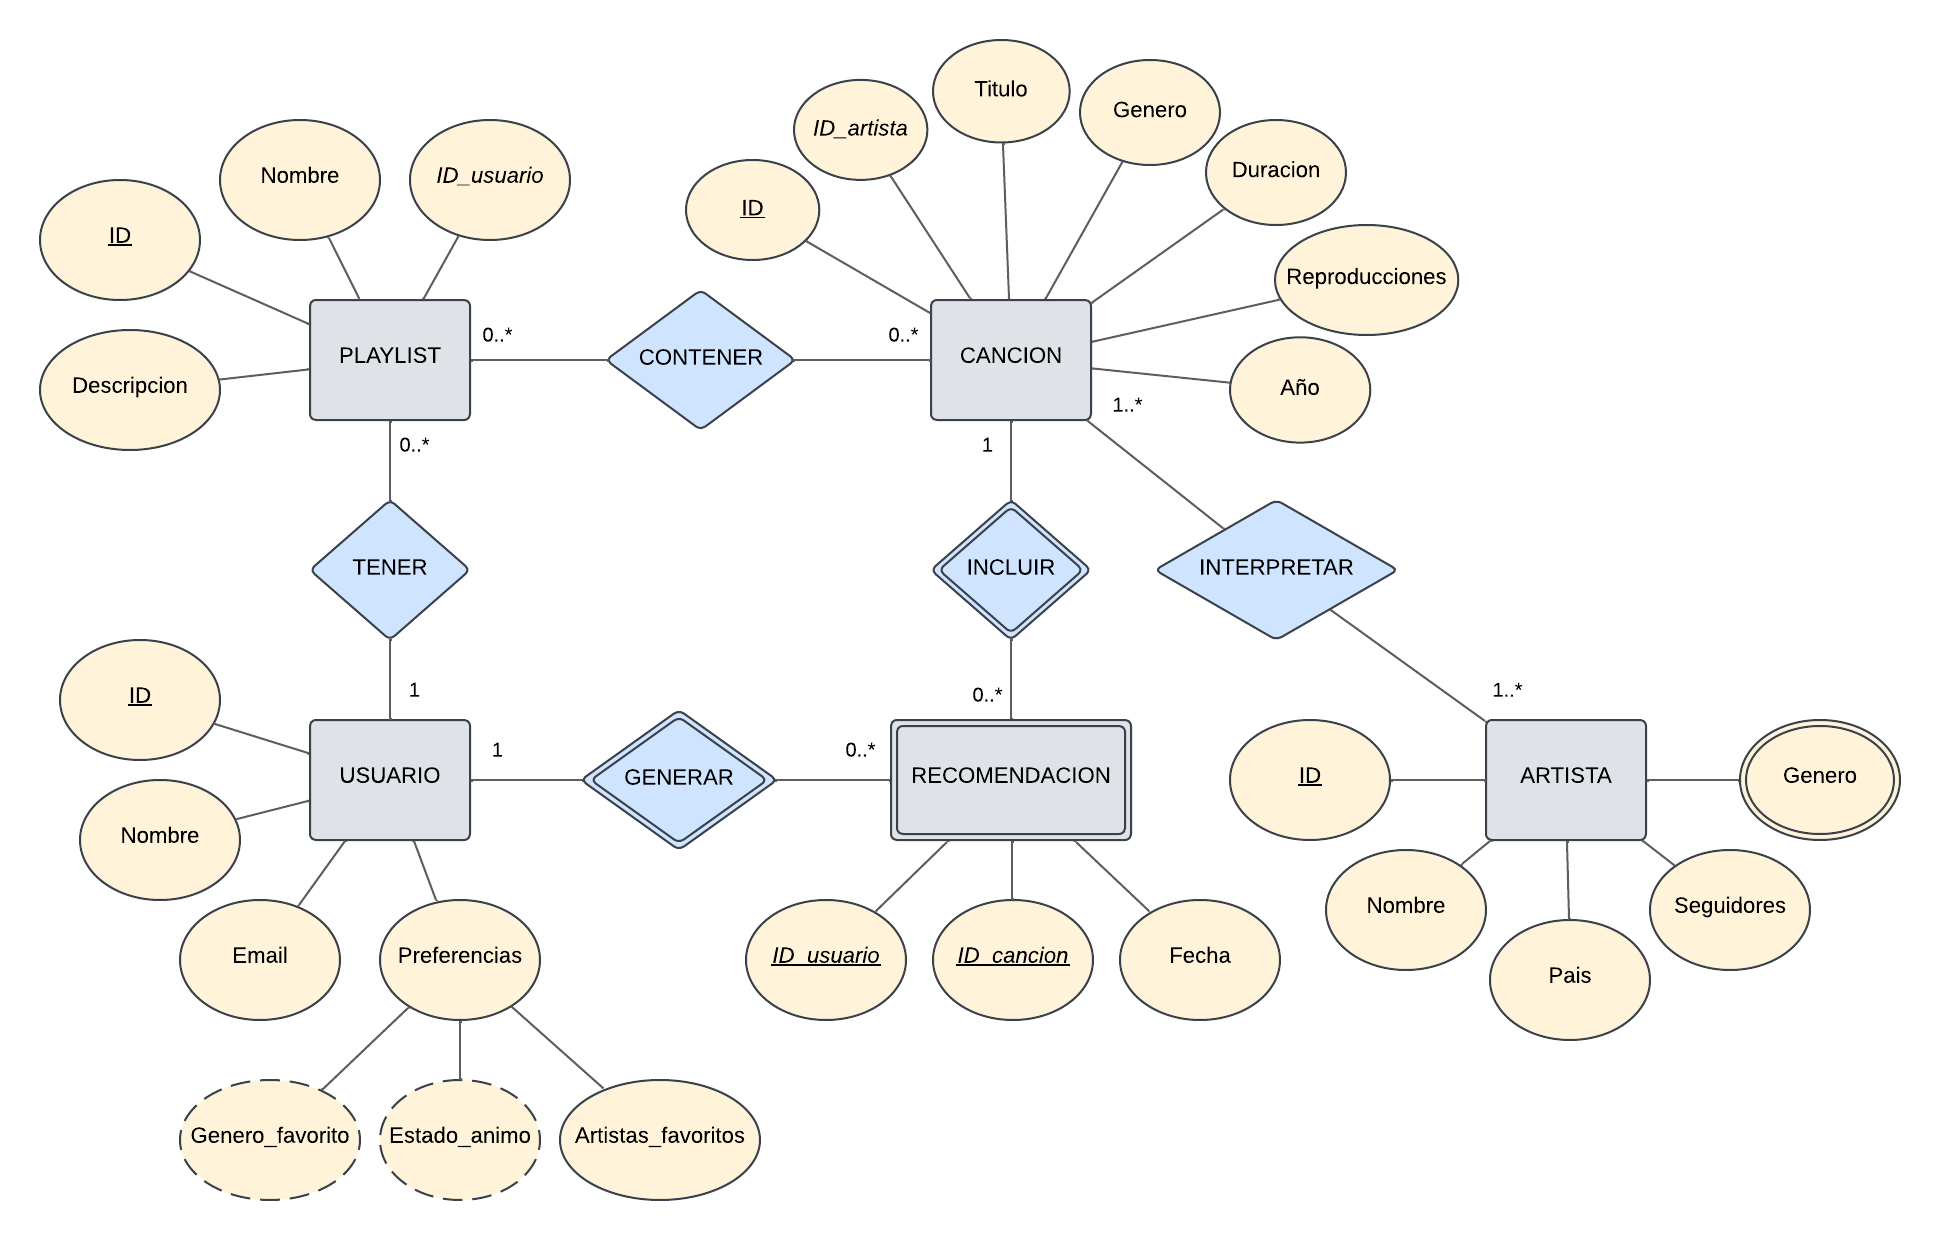 Titulo
Genero
ID_artista
Duracion
Nombre
ID_usuario
ID
ID
Reproducciones
0..*
0..*
PLAYLIST
CONTENER
CANCION
Descripcion
Año
1..*
0..*
1
TENER
INCLUIR
INTERPRETAR
1
0..*
1..*
ID
1
0..*
USUARIO
GENERAR
RECOMENDACION
ID
ARTISTA
Genero
Nombre
Nombre
Seguidores
Email
Preferencias
ID_usuario
ID_cancion
Fecha
Pais
Genero_favorito
Estado_animo
Artistas_favoritos